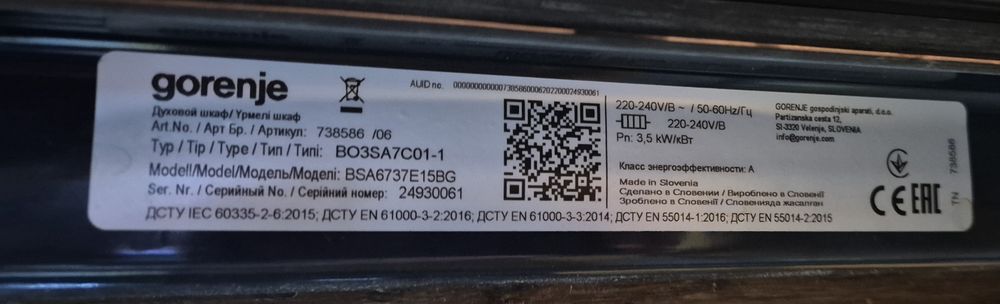 gorenje
AUID no. 0000000000007385860006202200024930061
Духовой шкаф/ Үрмелі шкаф
Art.No. / Арт Бр. / Артикул: 738586 /06
Typ / Tip / Type / Тип / Типі: BO3SA7C01-1
Modell/Model/Модель/Моделі: BSA6737E15BG
Ser. Nr. / Серийный No. / Серійний номер: 24930061
220-240V/В ~ / 50-60Hz/Гц
220-240V/В
Pn: 3,5 kW/кВт
GORENJE gospodinjski aparati, d.o.o.
Partizanska cesta 12,
SI-3320 Velenje, SLOVENIA
info@gorenje.com
Класс энергоэффективности: A
Made in Slovenia
Сделано в Словении / Вироблено в Словенії
Зроблено в Словенії / Словенияда жасалған
CE EAC
TN 738586
ДСТУ IEC 60335-2-6:2015; ДСТУ EN 61000-3-2:2016; ДСТУ EN 61000-3-3:2014; ДСТУ EN 55014-1:2016; ДСТУ EN 55014-2:2015